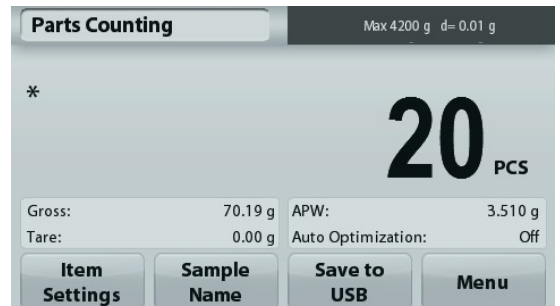 Parts Counting
Max 4200 g d= 0.01 g
*
20 PCS
Gross: 70.19 g APW: 3.510 g
Tare: 0.00 g Auto Optimization: Off
Item Settings
Sample Name
Save to USB
Menu